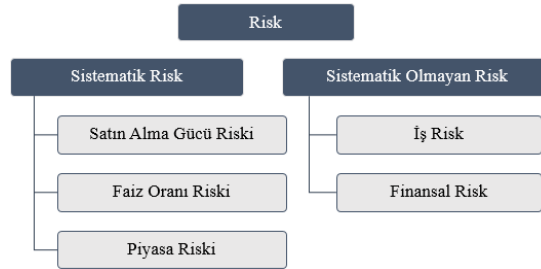 Risk
Sistematik Risk
Sistematik Olmayan Risk
Satın Alma Gücü Riski
İş Risk
Faiz Oranı Riski
Finansal Risk
Piyasa Riski